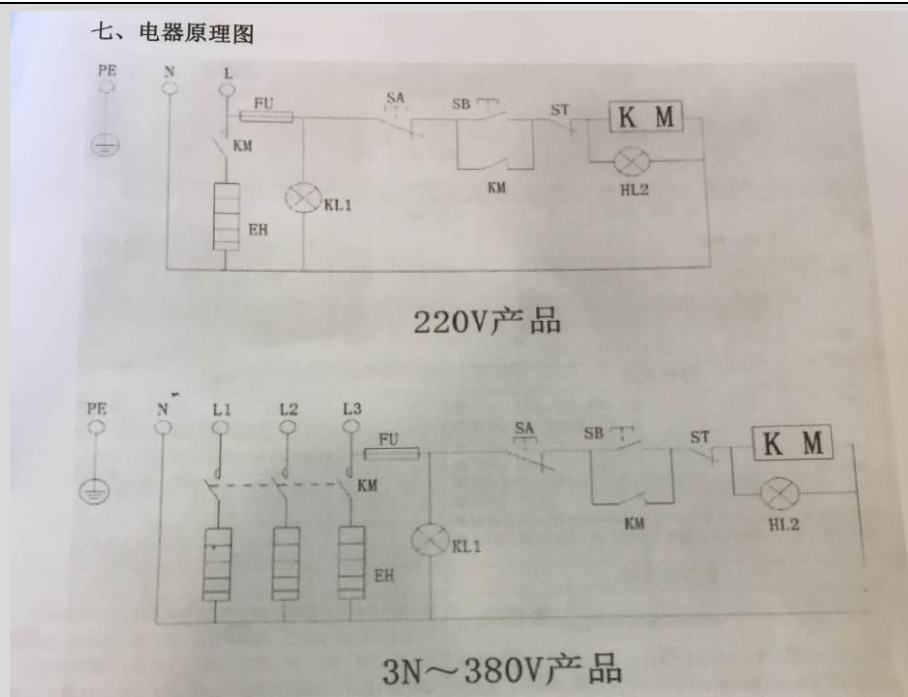 七、电器原理图
PE N L
FU SA SB ST K M
KM
KL1 KM HL2
EH
220V产品
PE N L1 L2 L3
FU SA SB ST K M
KM
KL1 KM HL2
EH
3N～380V产品